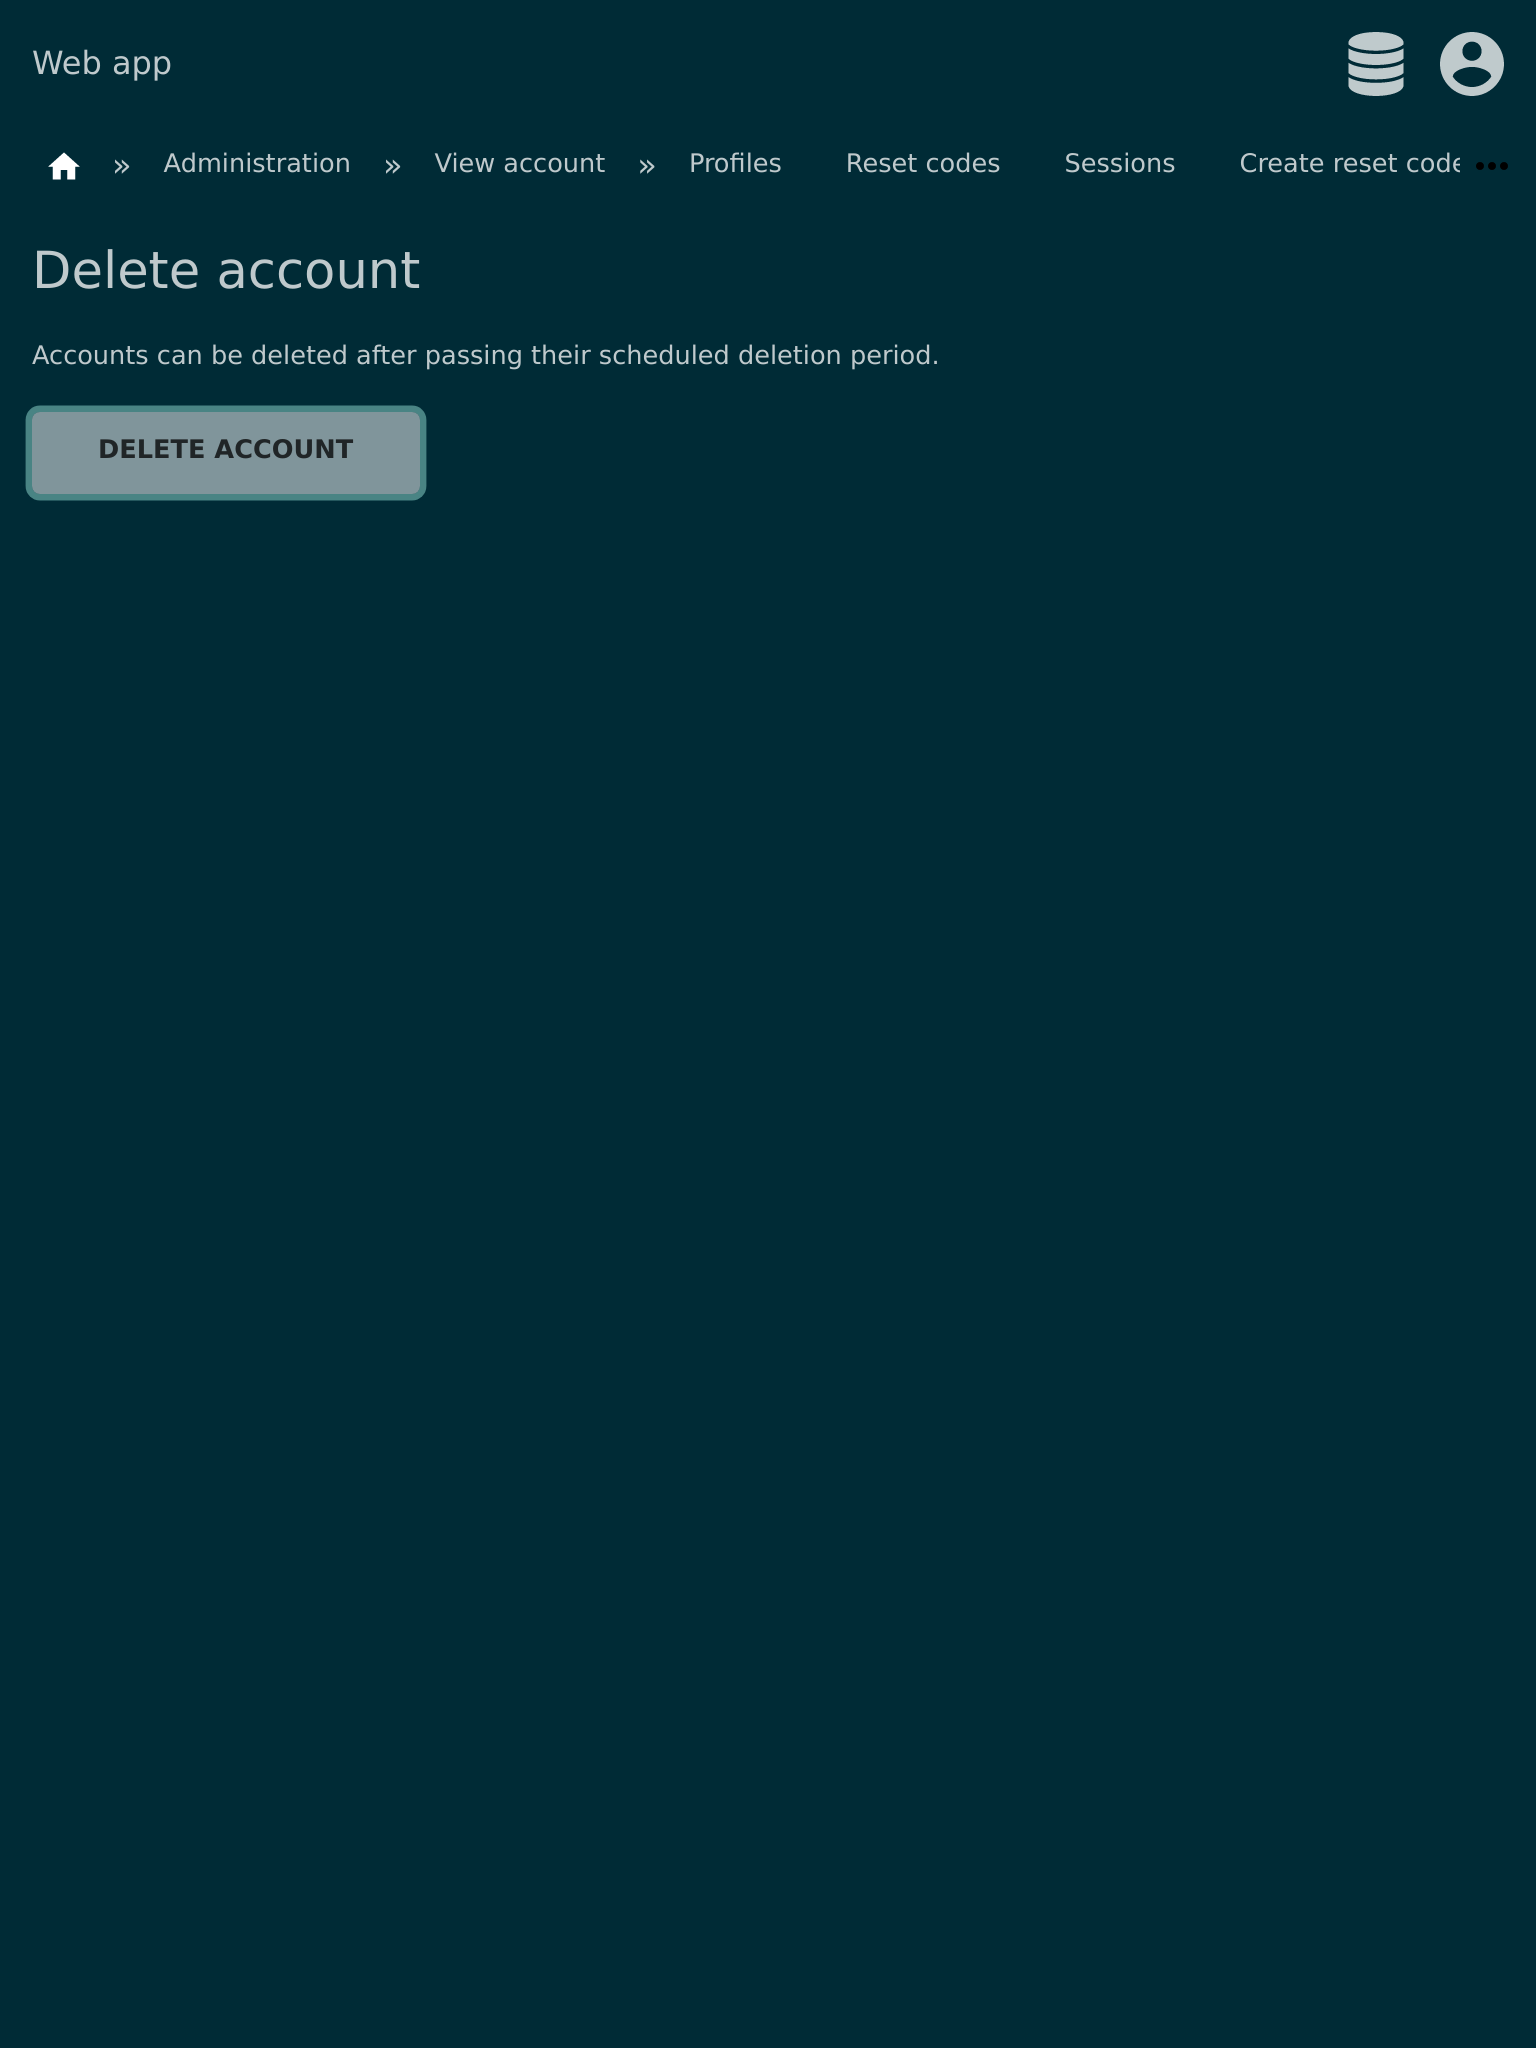 Web app
» Administration » View account » Profiles Reset codes Sessions Create reset code
Delete account
Accounts can be deleted after passing their scheduled deletion period.
DELETE ACCOUNT